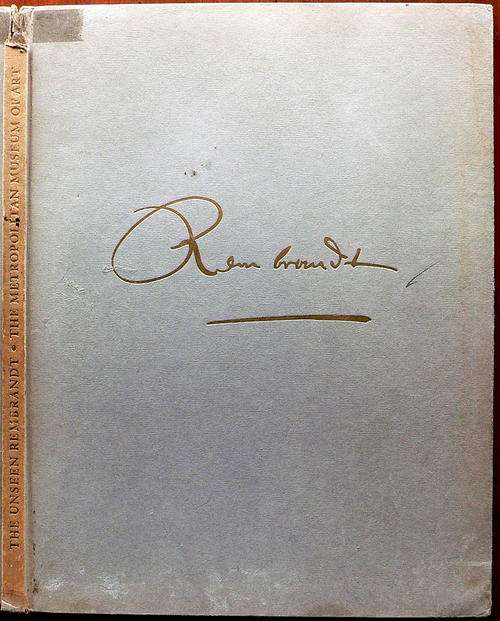 THE UNSEEN REMBRANDT • THE METROPOLITAN MUSEUM OF ART
Rembrandt